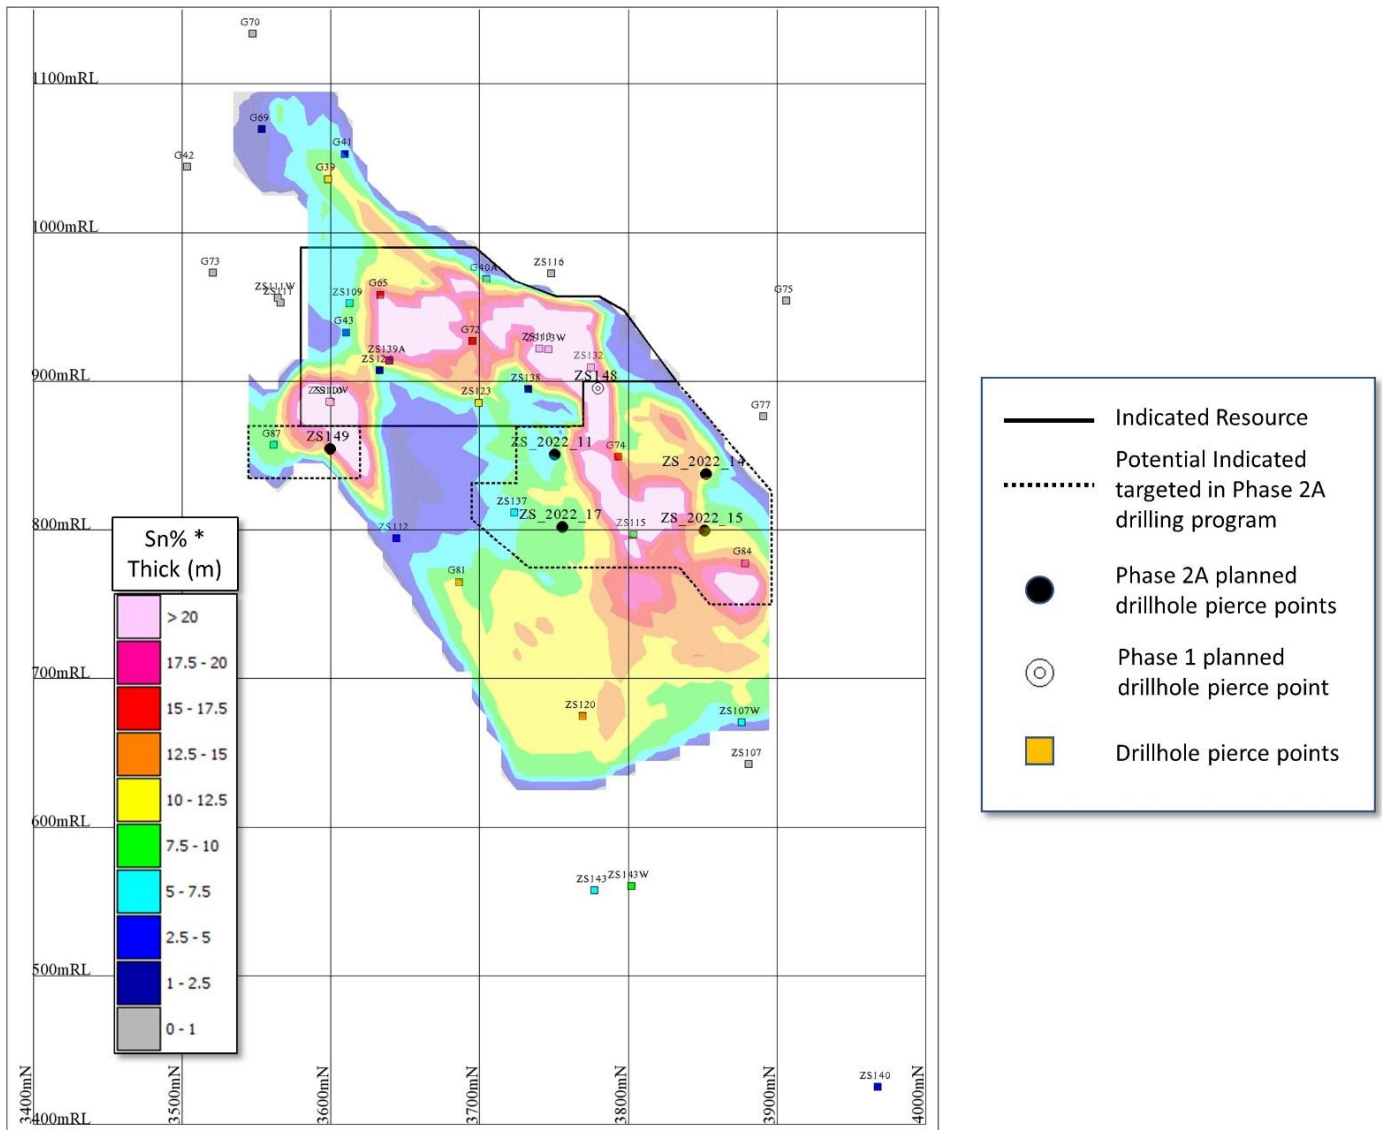 G70
1100mRL
G69
G41
G42
G39
1000mRL
G73
G40A
ZS116
ZS111W
ZS111
ZS109
G65
G75
G43
G72
ZS113W
ZS139A
ZS132
900mRL
ZS138
ZS148
ZS123
G77
G87
ZS149
ZS_2022_11
G74
ZS_2022_14
ZS137
ZS_2022_17
ZS115
ZS_2022_15
800mRL
ZS112
G84
G81
700mRL
ZS120
ZS107W
ZS107
600mRL
ZS143
ZS143W
500mRL
ZS140
400mRL
3400mN
3500mN
3600mN
3700mN
3800mN
3900mN
4000mN
Sn% *
Thick (m)
> 20
17.5 - 20
15 - 17.5
12.5 - 15
10 - 12.5
7.5 - 10
5 - 7.5
2.5 - 5
1 - 2.5
0 - 1
Indicated Resource
Potential Indicated
targeted in Phase 2A
drilling program
Phase 2A planned
drillhole pierce points
Phase 1 planned
drillhole pierce point
Drillhole pierce points